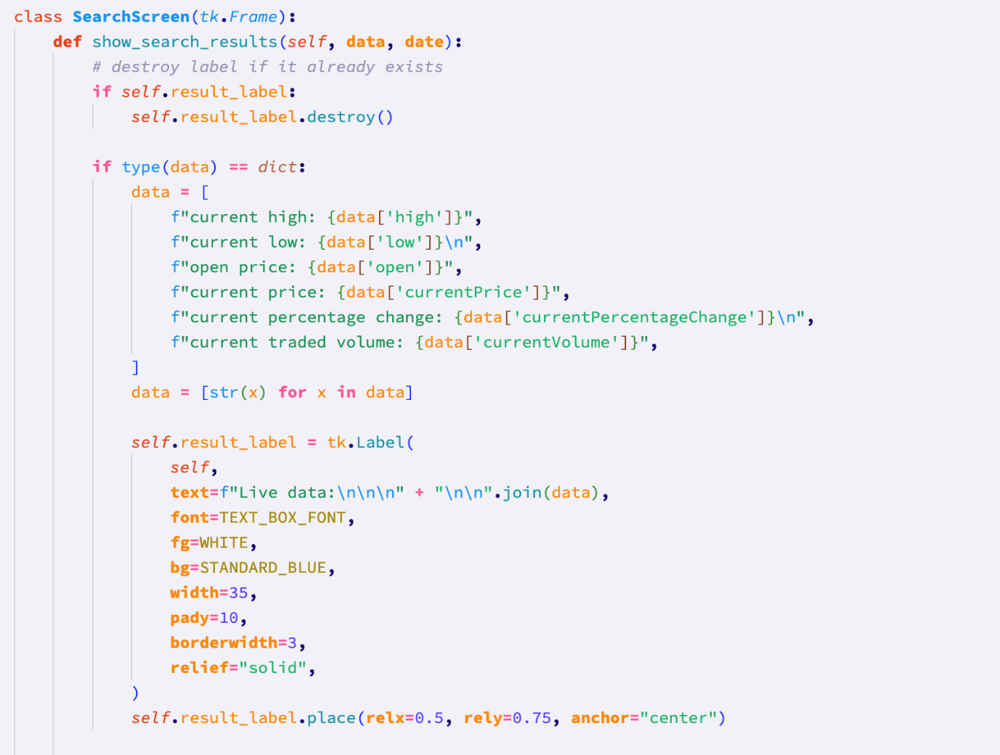 class SearchScreen(tk.Frame):
    def show_search_results(self, data, date):
        # destroy label if it already exists
        if self.result_label:
            self.result_label.destroy()

        if type(data) == dict:
            data = [
                f"current high: {data['high']}",
                f"current low: {data['low']}\n",
                f"open price: {data['open']}",
                f"current price: {data['currentPrice']}",
                f"current percentage change: {data['currentPercentageChange']}\n",
                f"current traded volume: {data['currentVolume']}",
            ]
            data = [str(x) for x in data]

            self.result_label = tk.Label(
                self,
                text=f"Live data:\n\n\n" + "\n\n".join(data),
                font=TEXT_BOX_FONT,
                fg=WHITE,
                bg=STANDARD_BLUE,
                width=35,
                pady=10,
                borderwidth=3,
                relief="solid",
            )
            self.result_label.place(relx=0.5, rely=0.75, anchor="center")